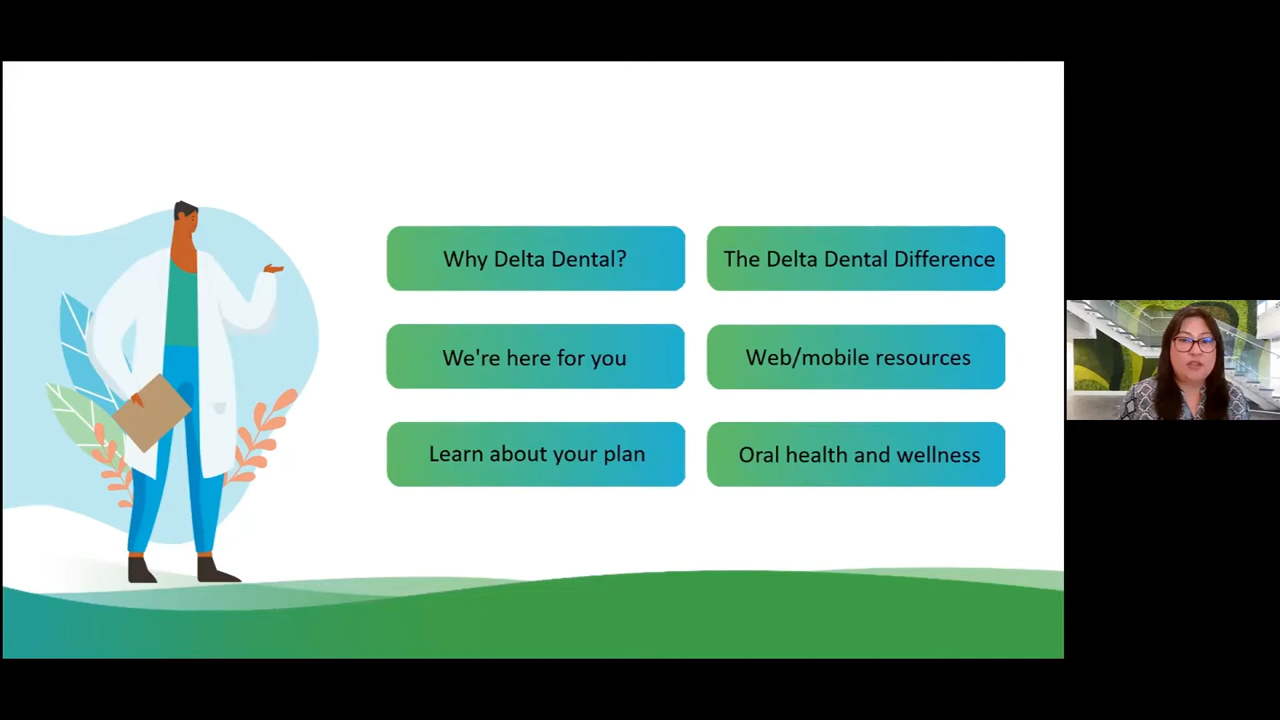 Why Delta Dental?
The Delta Dental Difference
We're here for you
Web/mobile resources
Learn about your plan
Oral health and wellness